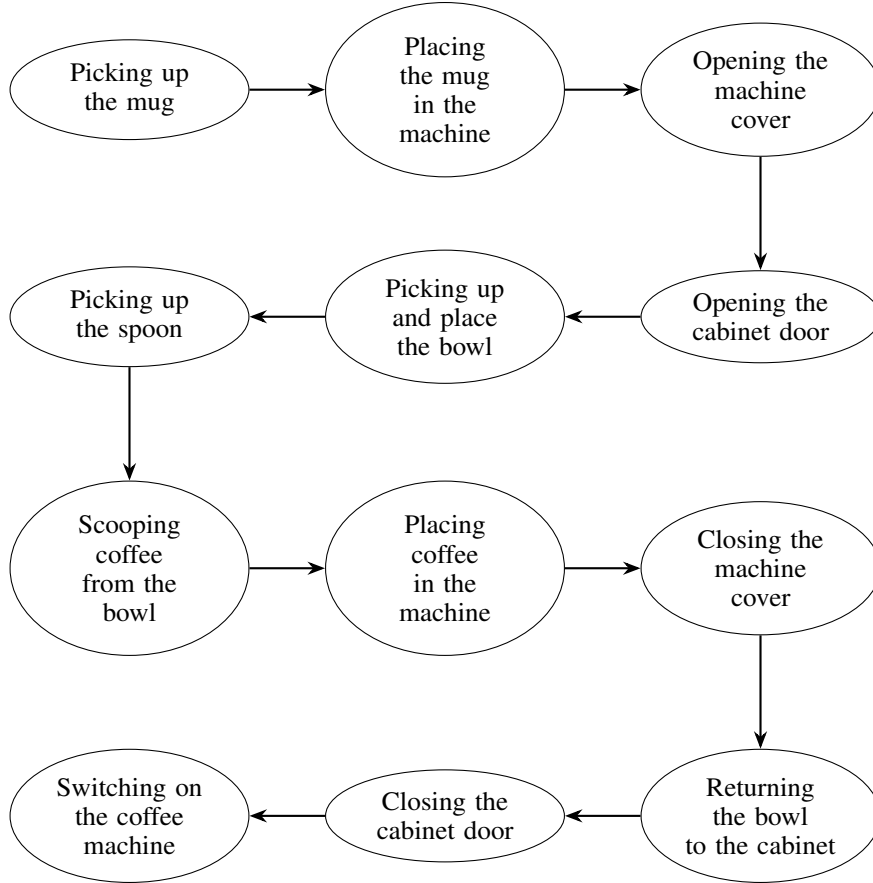 Picking up
the mug
Placing
the mug
in the
machine
Opening the
machine
cover
Opening the
cabinet door
Picking up
and place
the bowl
Picking up
the spoon
Scooping
coffee
from the
bowl
Placing
coffee
in the
machine
Closing the
machine
cover
Returning
the bowl
to the cabinet
Closing the
cabinet door
Switching on
the coffee
machine